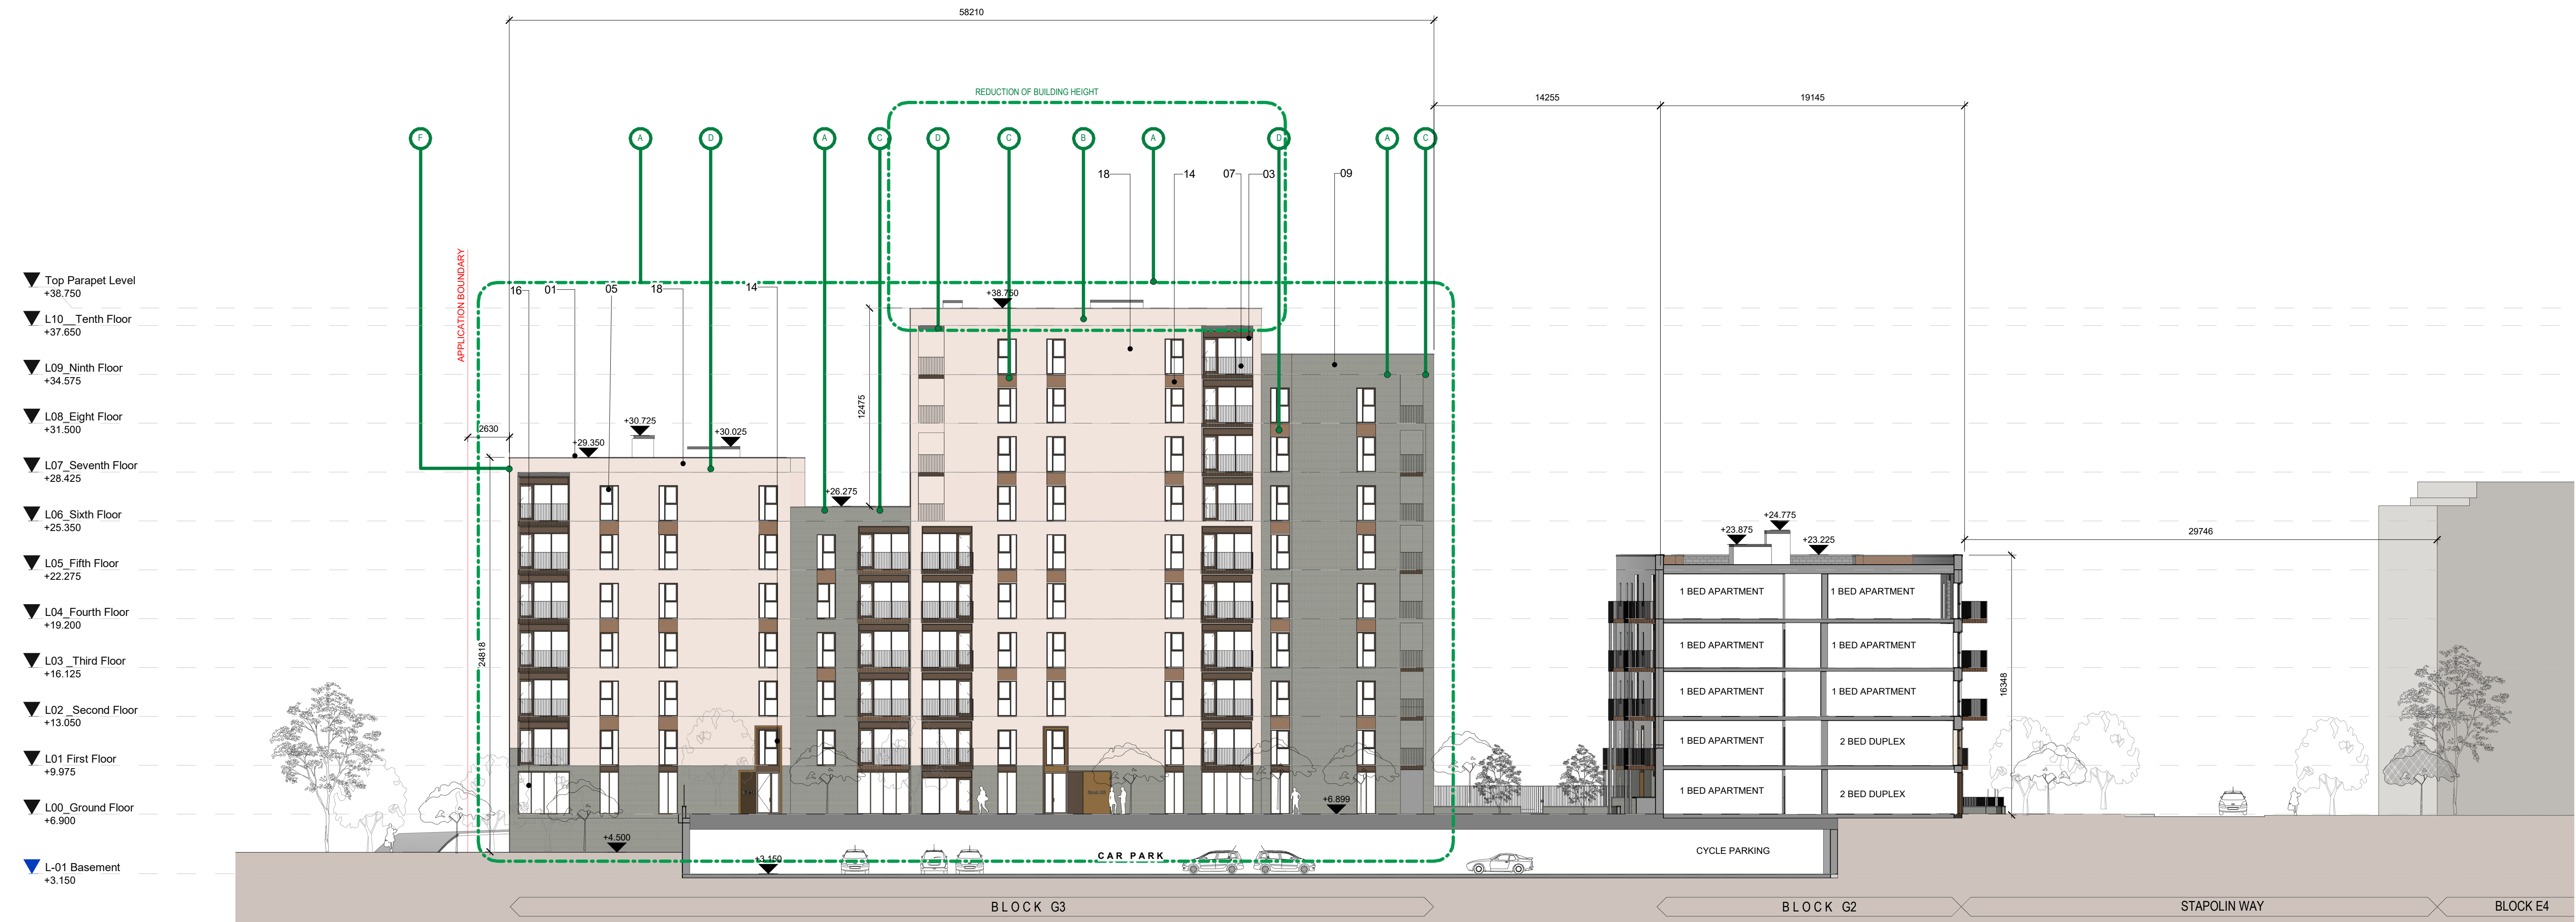 58210
REDUCTION OF BUILDING HEIGHT
14255
19145
F
A
D
A
C
D
C
B
A
D
A
C
18
14
07
03
09
APPLICATION BOUNDARY
Top Parapet Level
+38.750
L10__Tenth Floor
+37.650
L09_Ninth Floor
+34.575
L08_Eight Floor
+31.500
L07_Seventh Floor
+28.425
L06_Sixth Floor
+25.350
L05_Fifth Floor
+22.275
L04_Fourth Floor
+19.200
L03 _Third Floor
+16.125
L02 _Second Floor
+13.050
L01 First Floor
+9.975
L00_Ground Floor
+6.900
L-01 Basement
+3.150
16
01
05
18
14
+38.750
2630
+29.350
+30.725
+30.025
12475
+26.275
24818
+23.875
+24.775
+23.225
29746
16348
1 BED APARTMENT
1 BED APARTMENT
1 BED APARTMENT
1 BED APARTMENT
1 BED APARTMENT
1 BED APARTMENT
1 BED APARTMENT
2 BED DUPLEX
1 BED APARTMENT
2 BED DUPLEX
+6.899
+4.500
+3.150
CAR PARK
CYCLE PARKING
BLOCK G3
BLOCK G2
STAPOLIN WAY
BLOCK E4